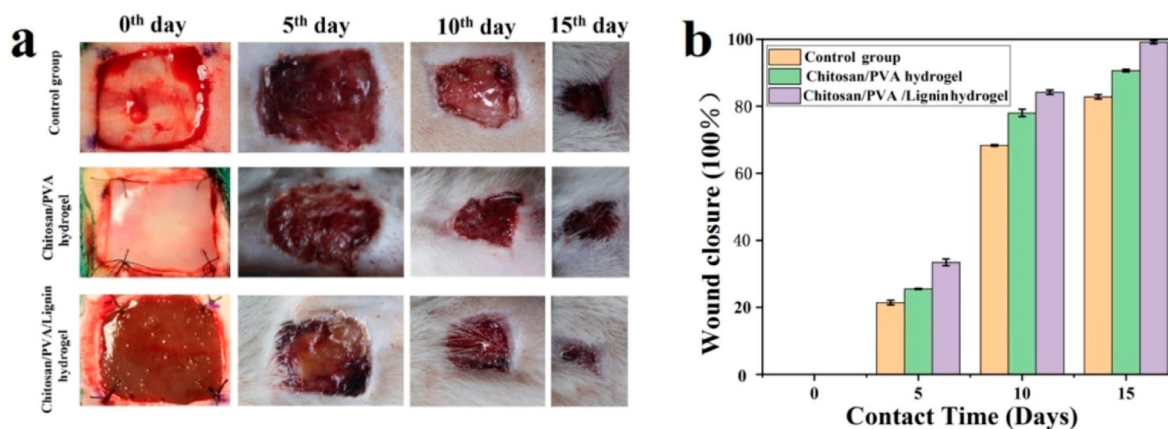 a
0th day
5th day
10th day
15th day
Control group
Chitosan/PVA
hydrogel
Chitosan/PVA/Lignin
hydrogel
b
Wound closure (100%)
100
80
60
40
20
0
Control group
Chitosan/PVA hydrogel
Chitosan/PVA /Lignin hydrogel
0
5
10
15
Contact Time (Days)